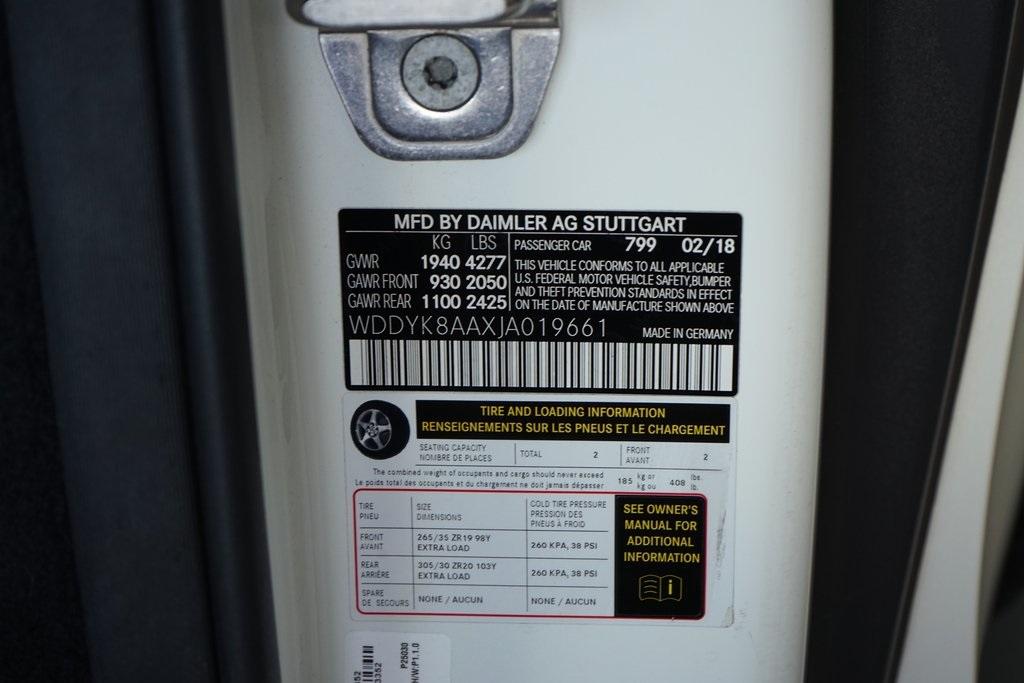 MFD BY DAIMLER AG STUTTGART
KG LBS
GVWR 1940 4277
GAWR FRONT 930 2050
GAWR REAR 1100 2425
PASSENGER CAR 799 02/18
THIS VEHICLE CONFORMS TO ALL APPLICABLE
U.S. FEDERAL MOTOR VEHICLE SAFETY,BUMPER
AND THEFT PREVENTION STANDARDS IN EFFECT
ON THE DATE OF MANUFACTURE SHOWN ABOVE
WDDYK8AAXJA019661 MADE IN GERMANY
TIRE AND LOADING INFORMATION
RENSEIGNEMENTS SUR LES PNEUS ET LE CHARGEMENT
SEATING CAPACITY
NOMBRE DE PLACES
TOTAL 2
FRONT
AVANT
2
The combined weight of occupants and cargo should never exceed
Le poids total des occupants et du chargement ne doit jamais dépasser
185 kg or
kg ou
408 lbs.
lb.
TIRE
PNEU
SIZE
DIMENSIONS
COLD TIRE PRESSURE
PRESSION DES
PNEUS À FROID
FRONT
AVANT
265/35 ZR19 98Y
EXTRA LOAD
260 KPA, 38 PSI
REAR
ARRIÈRE
305/30 ZR20 103Y
EXTRA LOAD
260 KPA, 38 PSI
SPARE
DE SECOURS
NONE / AUCUN
NONE / AUCUN
SEE OWNER'S
MANUAL FOR
ADDITIONAL
INFORMATION
i
P25030
H/W:P1.1.0